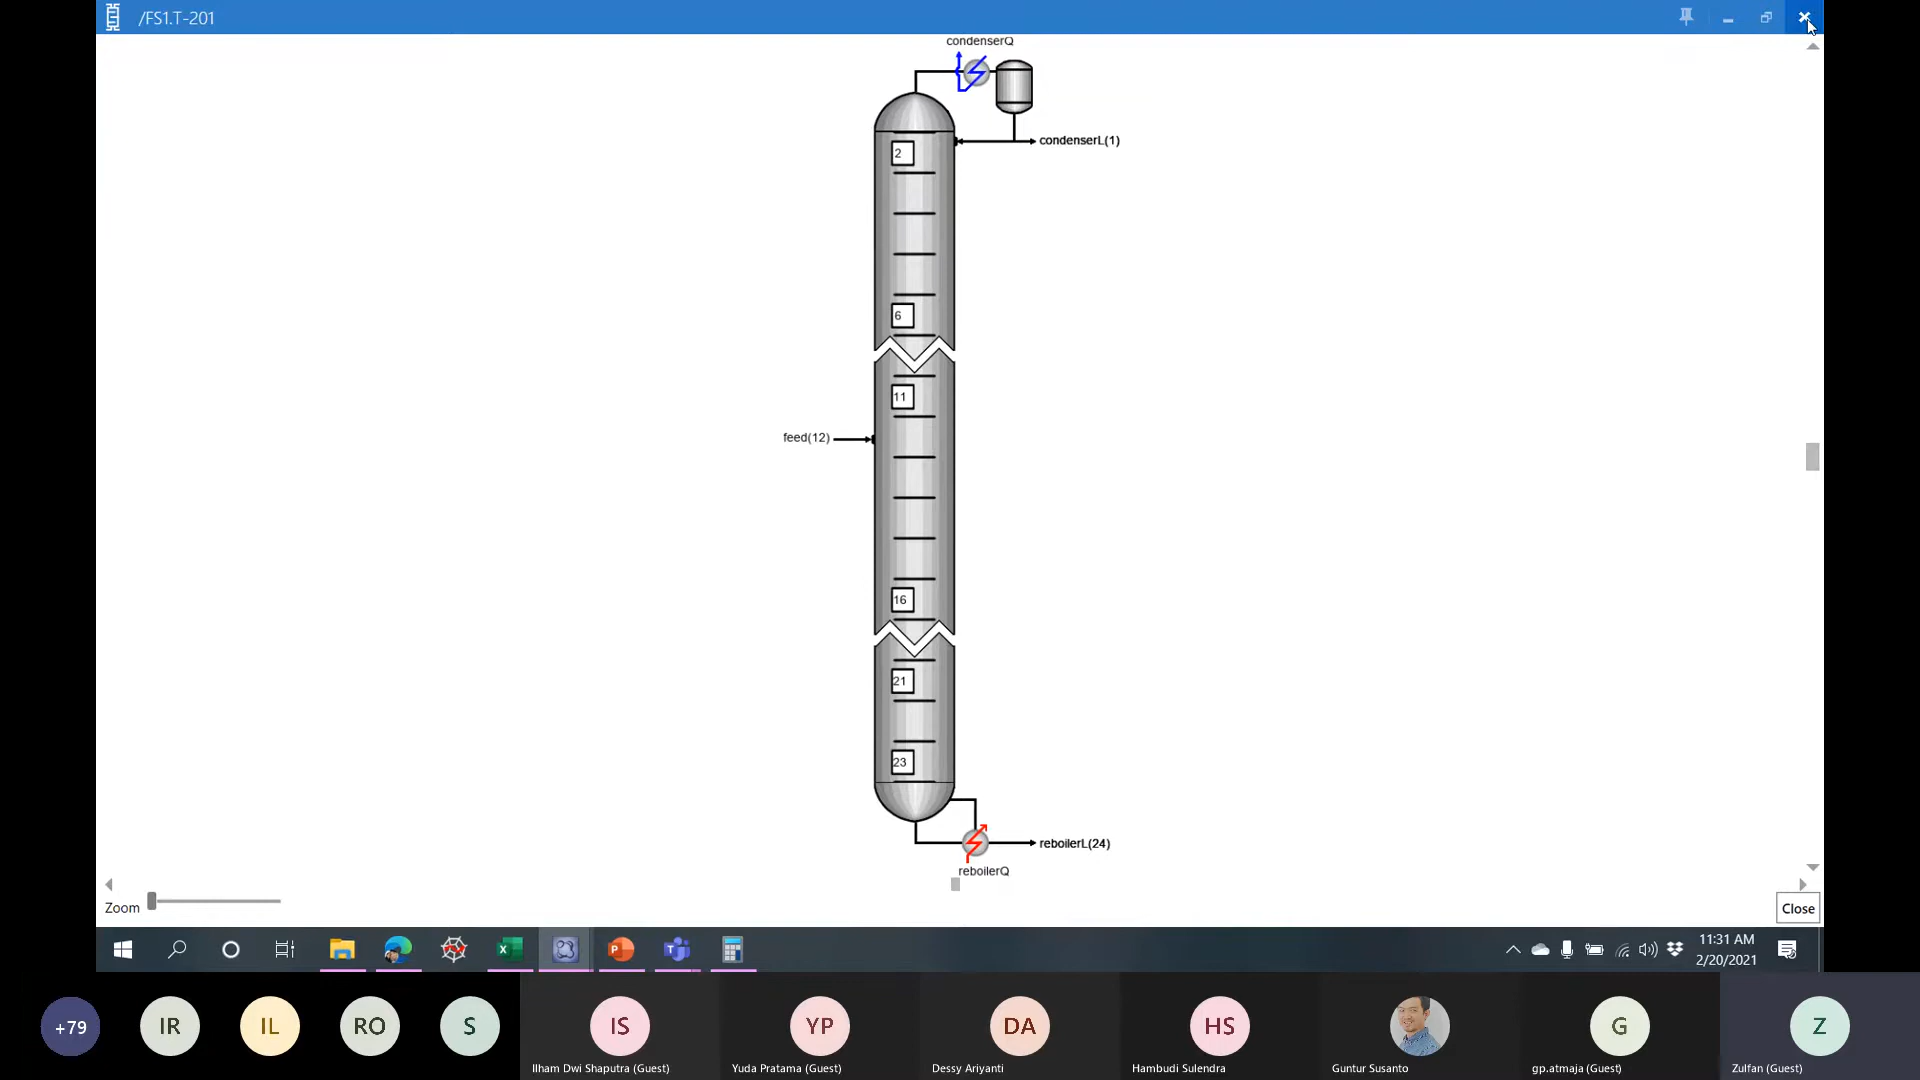 /FS1.T-201
condenserQ
condenserL(1)
2
6
11
feed(12)
16
21
23
reboilerL(24)
reboilerQ
Zoom
Close
11:31 AM
2/20/2021
+79
IR
IL
RO
S
IS
YP
DA
HS
G
Z
Ilham Dwi Shaputra (Guest)
Yuda Pratama (Guest)
Dessy Ariyanti
Hambudi Sulendra
Guntur Susanto
gp.atmaja (Guest)
Zulfan (Guest)